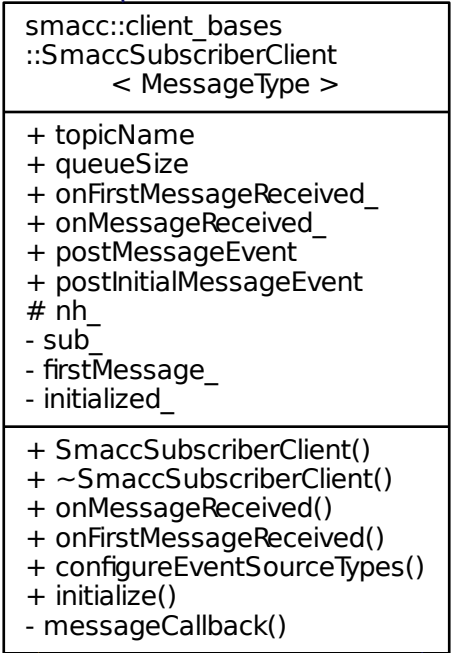 smacc::client_bases
::SmaccSubscriberClient
< MessageType >
+ topicName
+ queueSize
+ onFirstMessageReceived_
+ onMessageReceived_
+ postMessageEvent
+ postInitialMessageEvent
# nh_
- sub_
- firstMessage_
- initialized_
+ SmaccSubscriberClient()
+ ~SmaccSubscriberClient()
+ onMessageReceived()
+ onFirstMessageReceived()
+ configureEventSourceTypes()
+ initialize()
- messageCallback()